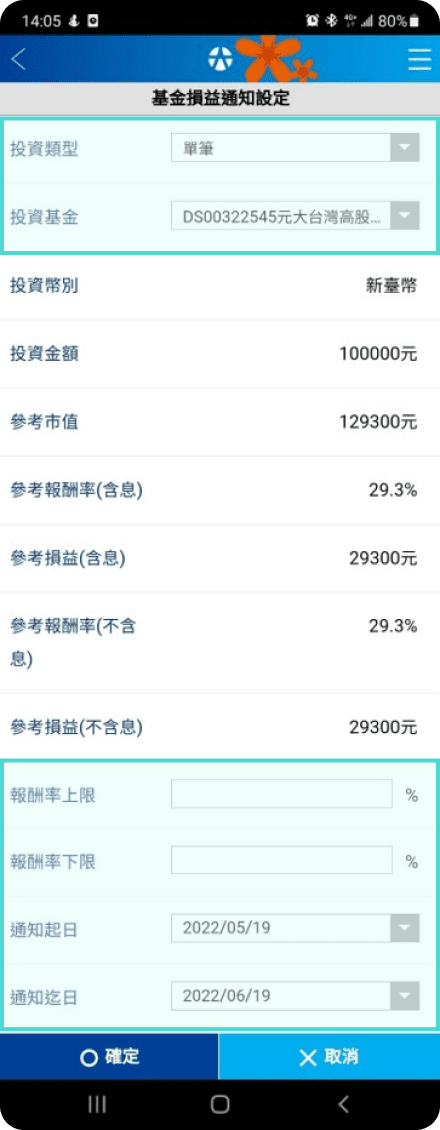 14:05 80%
基金損益通知設定
投資類型 單筆
投資基金 DS00322545元大台灣高股...
投資幣別 新臺幣
投資金額 100000元
參考市值 129300元
參考報酬率(含息) 29.3%
參考損益(含息) 29300元
參考報酬率(不含 29.3%
息)
參考損益(不含息) 29300元
報酬率上限 %
報酬率下限 %
通知起日 2022/05/19
通知迄日 2022/06/19
確定 取消